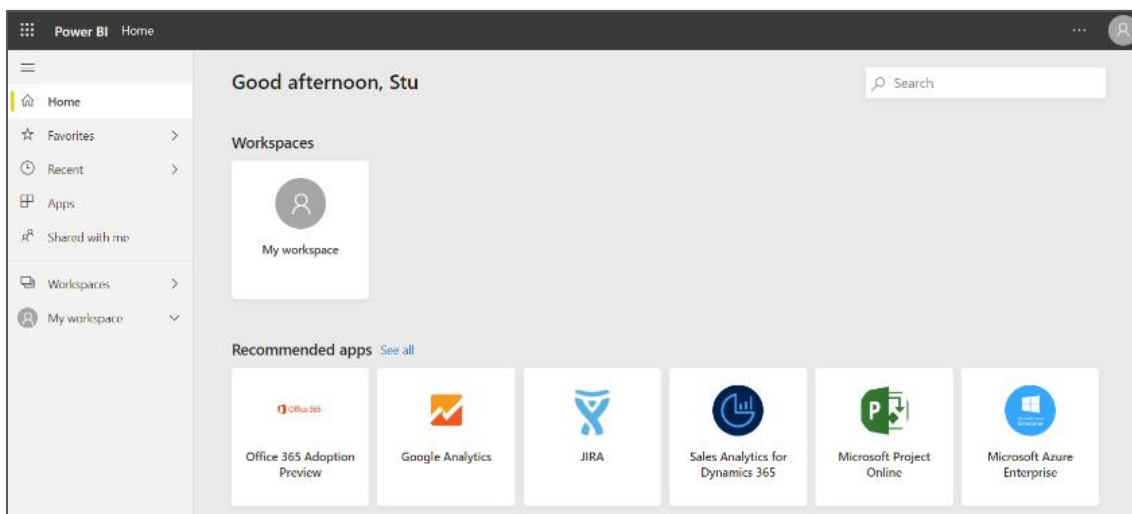 Power BI Home
...
Good afternoon, Stu
Search
Home
Favorites
Recent
Apps
Shared with me
Workspaces
My workspace
Workspaces
My workspace
Recommended apps See all
Office 365
Office 365 Adoption
Preview
Google Analytics
JIRA
Sales Analytics for
Dynamics 365
P
Microsoft Project
Online
Microsoft Azure
Enterprise